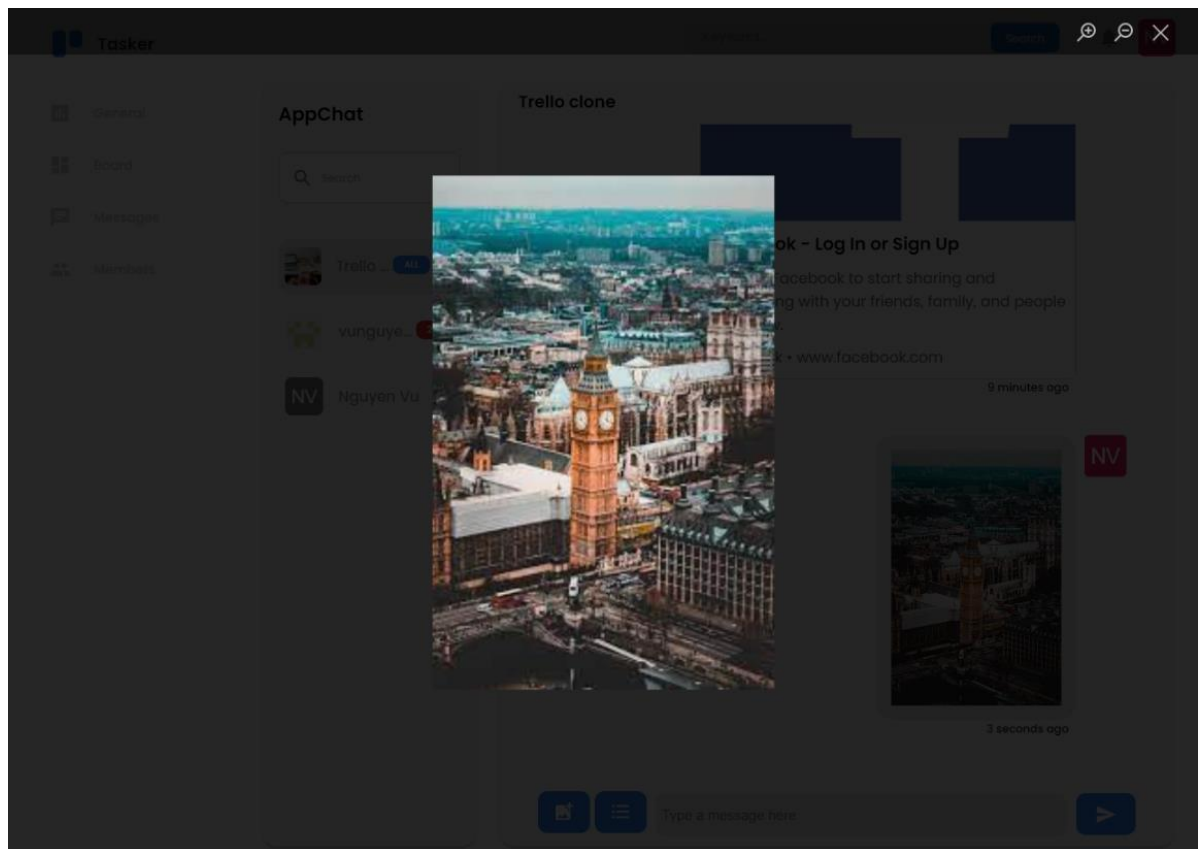 Tasker
Keyword...
Search
General
Board
Messages
Members
AppChat
Search
Trello ...
ALL
vunguye...
NV
Nguyen Vu
Trello clone
ok - Log In or Sign Up
acebook to start sharing and
ng with your friends, family, and people
k • www.facebook.com
9 minutes ago
NV
3 seconds ago
Type a message here